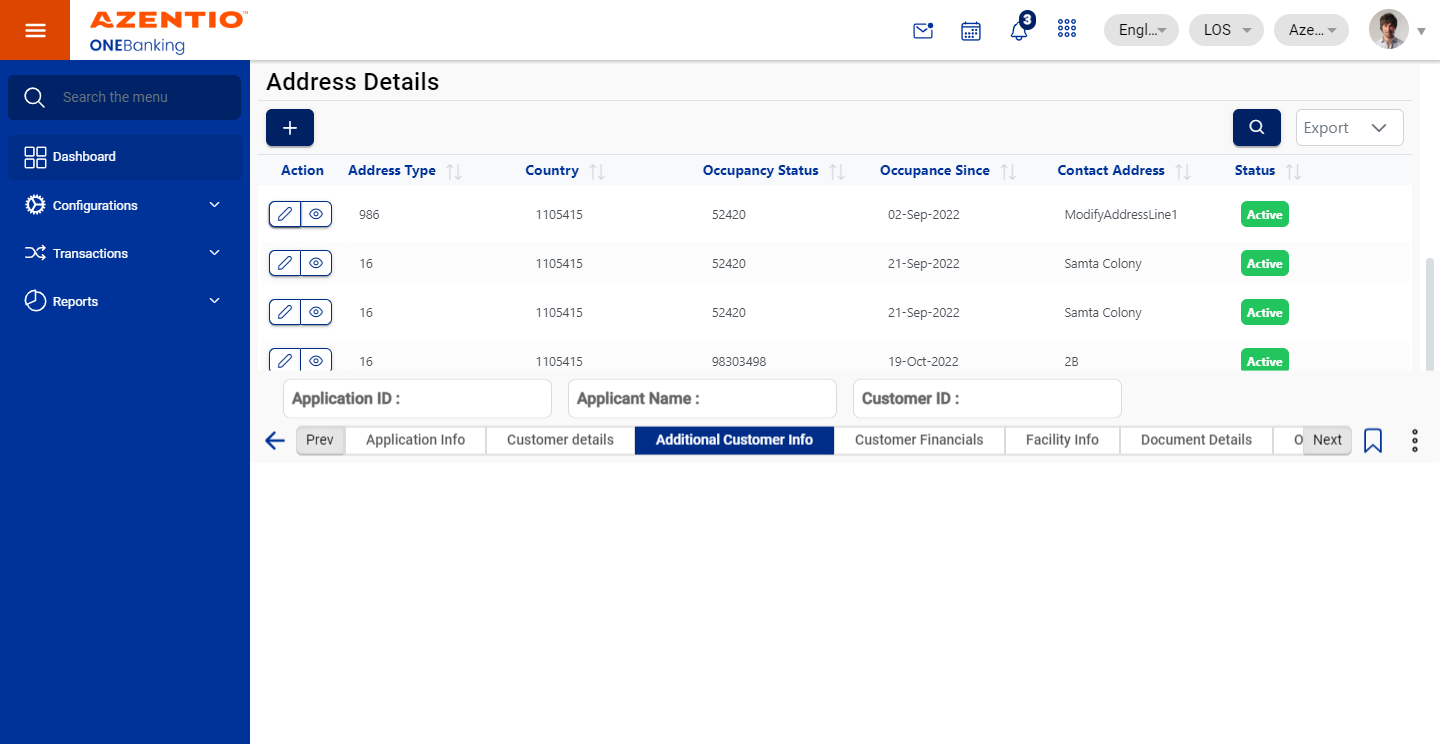 AZENTIO™
ONEBanking
3
Engl...
LOS
Aze...
Search the menu
Dashboard
Configurations
Transactions
Reports
Address Details
+
Export
Action Address Type Country Occupancy Status Occupance Since Contact Address Status
986 1105415 52420 02-Sep-2022 ModifyAddressLine1 Active
16 1105415 52420 21-Sep-2022 Samta Colony Active
16 1105415 52420 21-Sep-2022 Samta Colony Active
16 1105415 98303498 19-Oct-2022 2B Active
Application ID : Applicant Name : Customer ID :
Prev Application Info Customer details Additional Customer Info Customer Financials Facility Info Document Details O Next